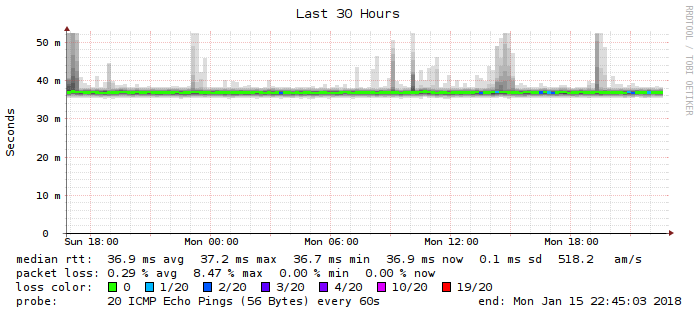 Last 30 Hours
RRDTOOL / TOBI OETIKER
Seconds
50 m
40 m
30 m
20 m
10 m
0
Sun 18:00 Mon 00:00 Mon 06:00 Mon 12:00 Mon 18:00
median rtt: 36.9 ms avg 37.2 ms max 36.7 ms min 36.9 ms now 0.1 ms sd 518.2 am/s
packet loss: 0.29 % avg 8.47 % max 0.00 % min 0.00 % now
loss color: 0 1/20 2/20 3/20 4/20 10/20 19/20
probe: 20 ICMP Echo Pings (56 Bytes) every 60s end: Mon Jan 15 22:45:03 2018